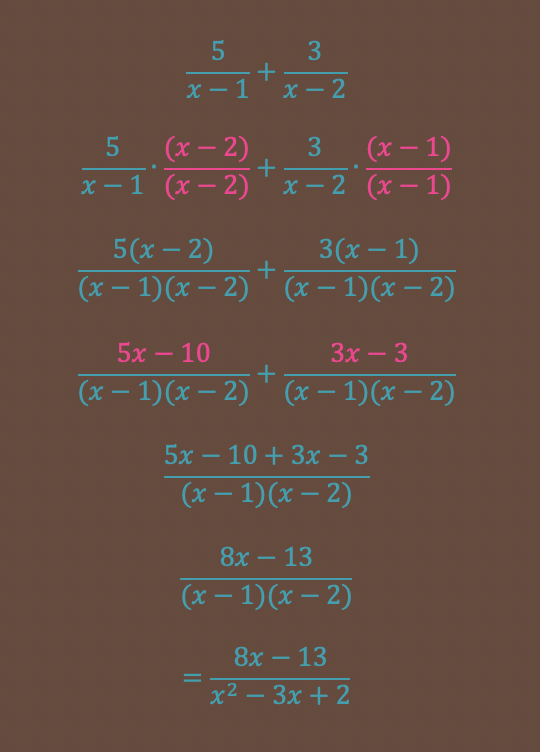 5/(x − 1) + 3/(x − 2)
5/(x − 1) · (x − 2)/(x − 2) + 3/(x − 2) · (x − 1)/(x − 1)
5(x − 2)/(x − 1)(x − 2) + 3(x − 1)/(x − 1)(x − 2)
5x − 10/(x − 1)(x − 2) + 3x − 3/(x − 1)(x − 2)
5x − 10 + 3x − 3/(x − 1)(x − 2)
8x − 13/(x − 1)(x − 2)
= 8x − 13/x² − 3x + 2